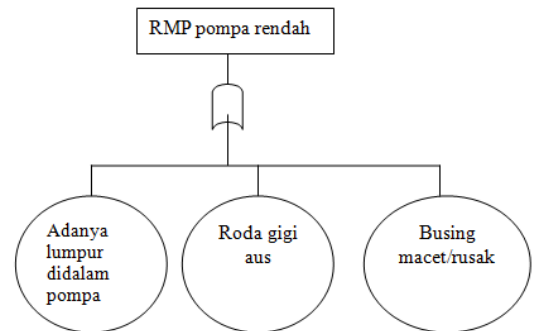 RMP pompa rendah
Adanya
lumpur
didalam
pompa
Roda gigi
aus
Busing
macet/rusak